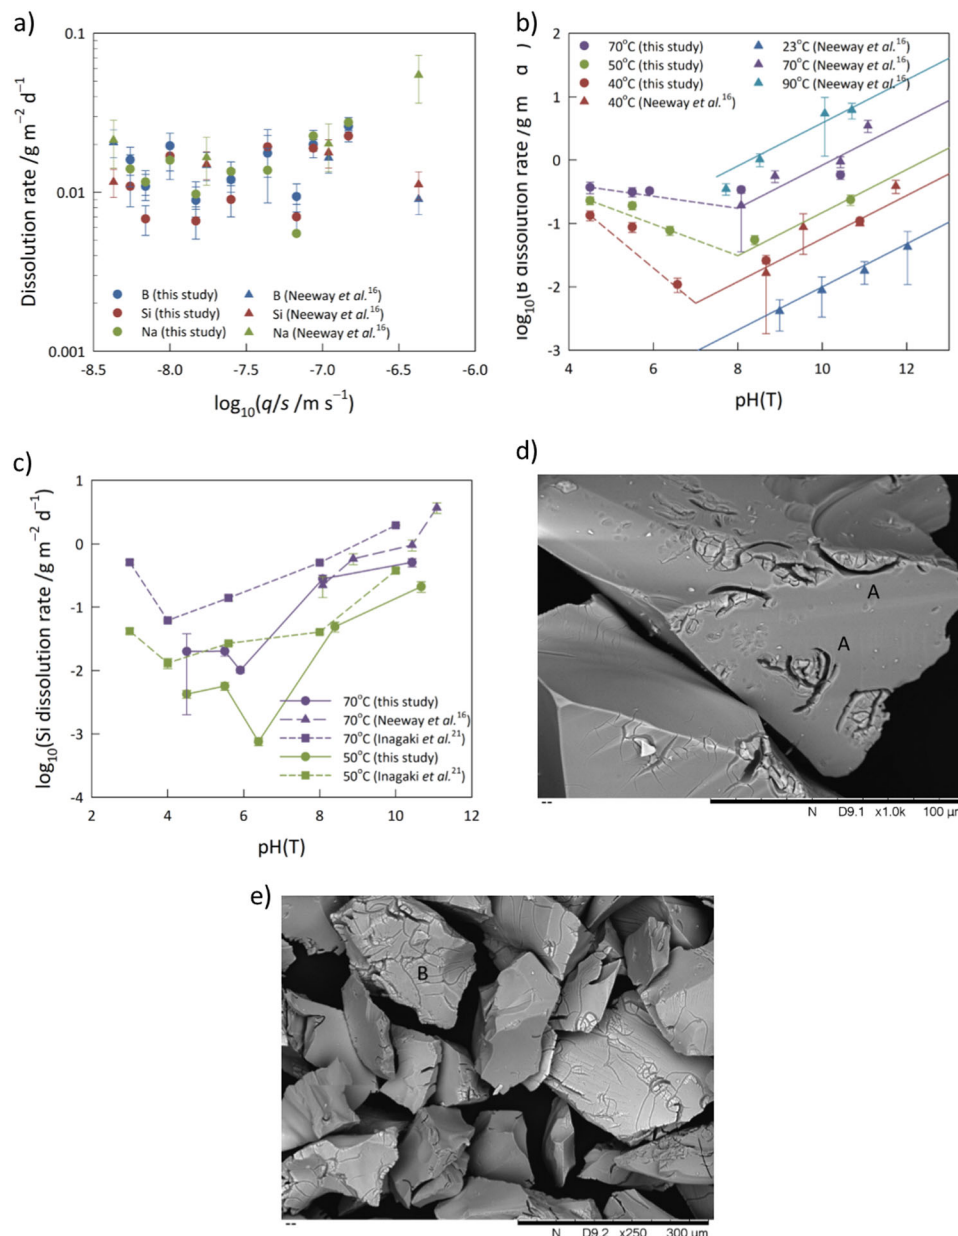 a)
0.1
0.01
0.001
Dissolution rate /g m⁻² d⁻¹
B (this study)
Si (this study)
Na (this study)
B (Neeway et al.¹⁶)
Si (Neeway et al.¹⁶)
Na (Neeway et al.¹⁶)
-8.5 -8.0 -7.5 -7.0 -6.5 -6.0
log₁₀(q/s /m s⁻¹)
b)
2
1
0
-1
-2
-3
dissolution rate /g m
70°C (this study)
50°C (this study)
40°C (this study)
40°C (Neeway et al.¹⁶)
23°C (Neeway et al.¹⁶)
70°C (Neeway et al.¹⁶)
90°C (Neeway et al.¹⁶)
4 6 8 10 12
pH(T)
c)
1
0
-1
-2
-3
-4
log₁₀(Si dissolution rate /g m⁻² d⁻¹)
70°C (this study)
70°C (Neeway et al.¹⁶)
70°C (Inagaki et al.²¹)
50°C (this study)
50°C (Inagaki et al.²¹)
2 4 6 8 10 12
pH(T)
d)
A
A
N D9.1 x1.0k 100 µm
e)
B
N D9.2 x250 300 µm